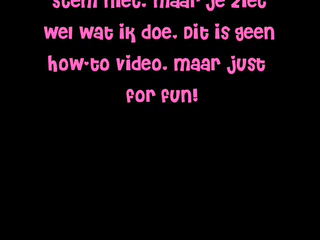 stem niet. maar je ziet
wel wat ik doe. Dit is geen
how-to video. maar just
for fun!